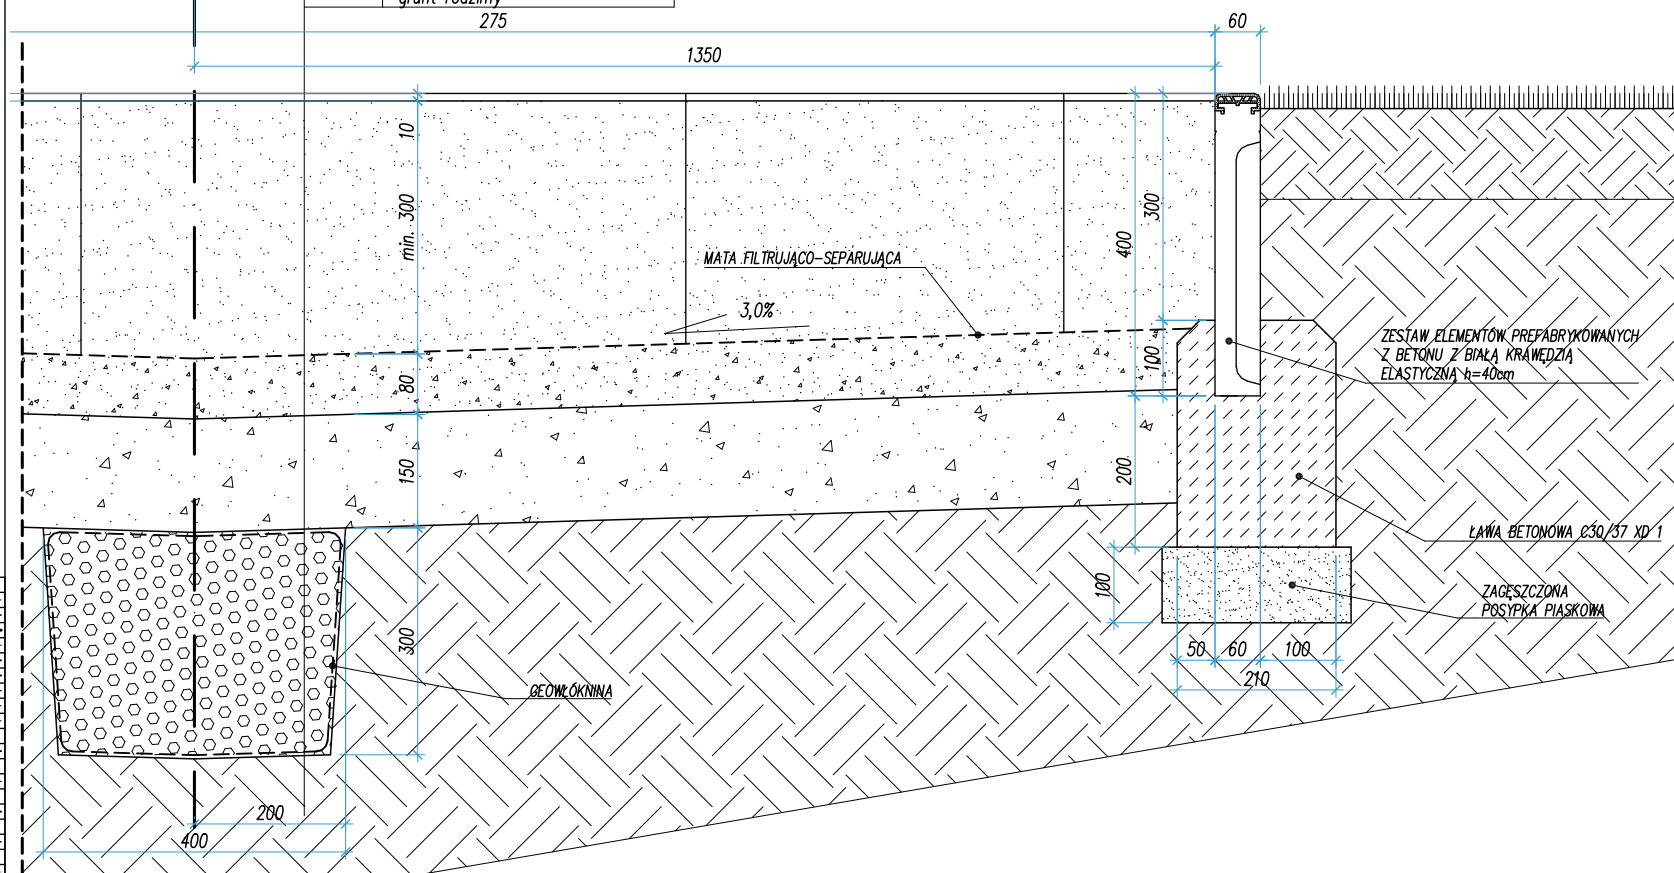 grunt rodzimy
275
60
1350
10
min. 300
300
400
MATA FILTRUJĄCO-SEPARUJĄCA
3,0%
100
80
ZESTAW ELEMENTÓW PREFABRYKOWANYCH
Z BETONU Z BIAŁĄ KRAWĘDZIĄ
ELASTYCZNĄ h=40cm
150
200
ŁAWA BETONOWA C30/37 XD 1
100
ZAGĘSZCZONA
POSYPKA PIASKOWA
300
50
60
100
210
GEOWŁÓKNINA
200
400